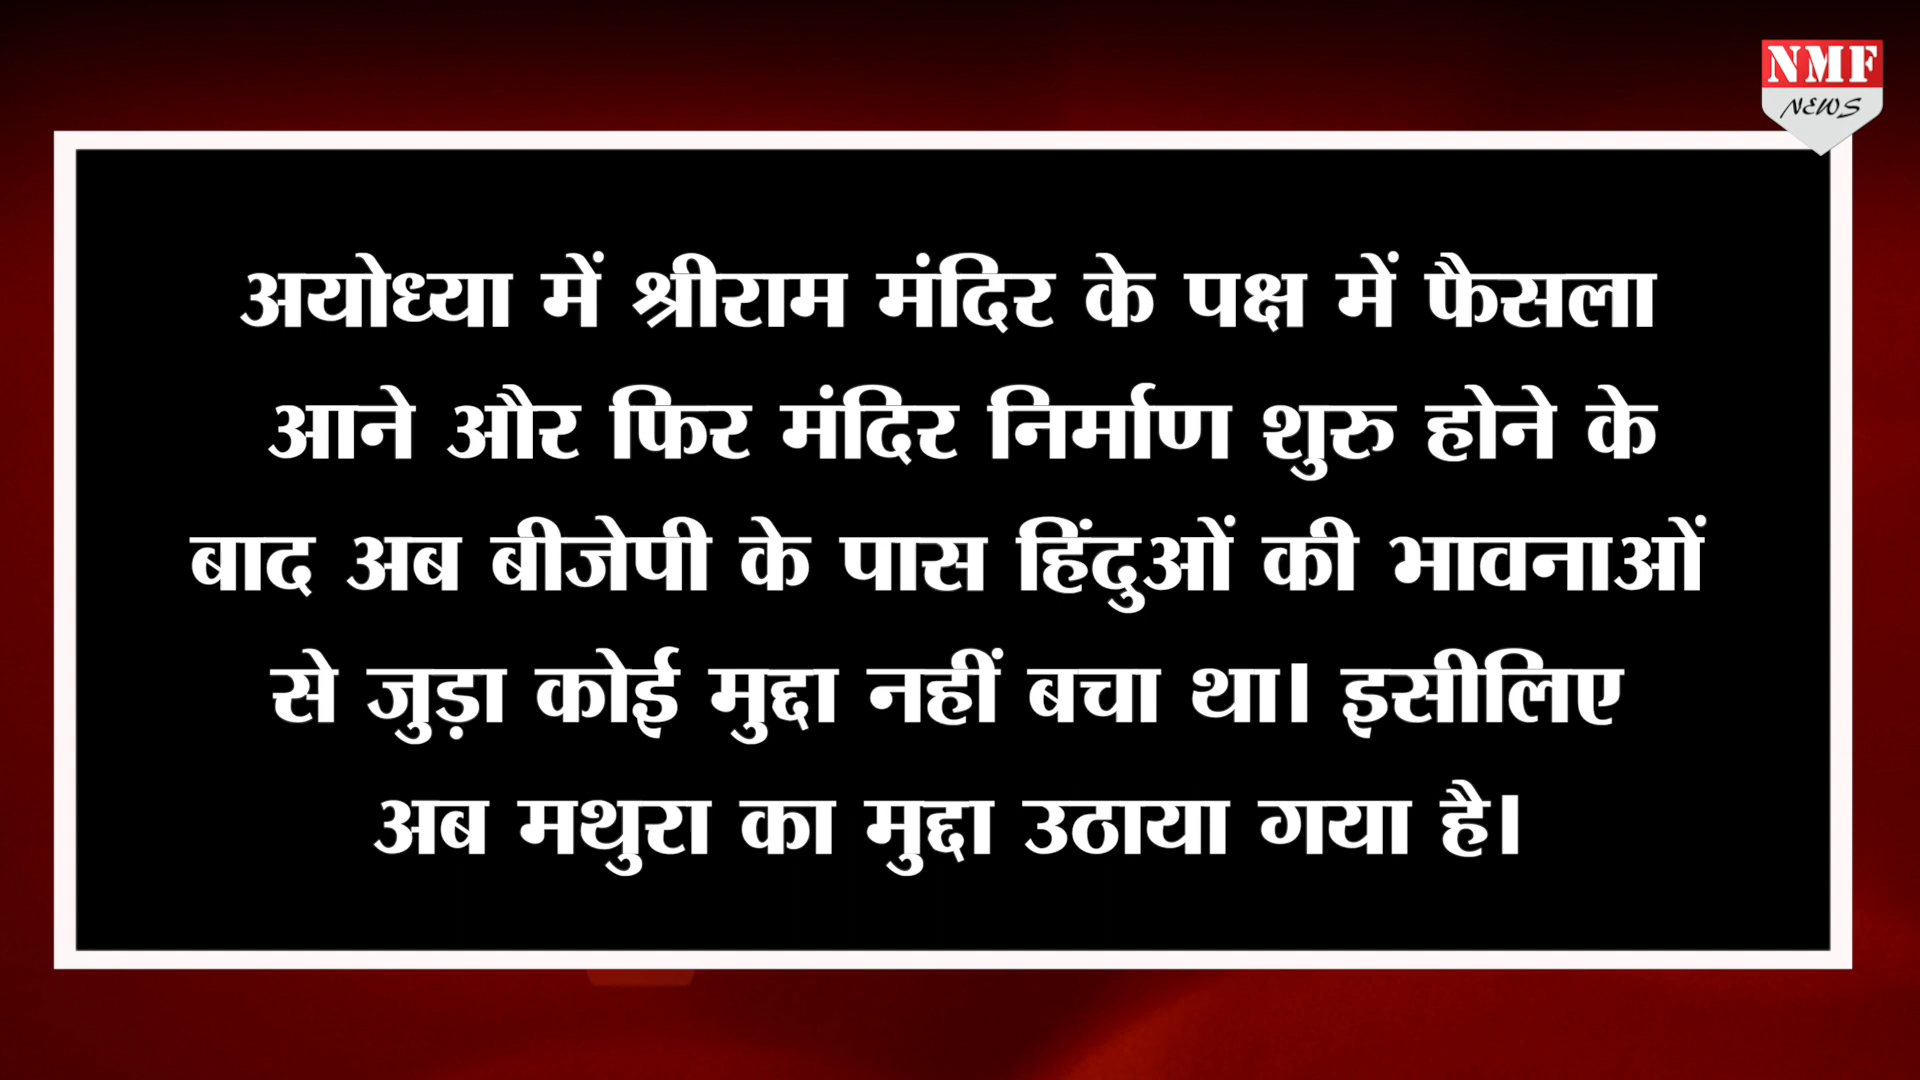 NMF
NEWS
अयोध्या में श्रीराम मंदिर के पक्ष में फैसला
आने और फिर मंदिर निर्माण शुरु होने के
बाद अब बीजेपी के पास हिंदुओं की भावनाओं
से जुड़ा कोई मुद्दा नहीं बचा था। इसीलिए
अब मथुरा का मुद्दा उठाया गया है।